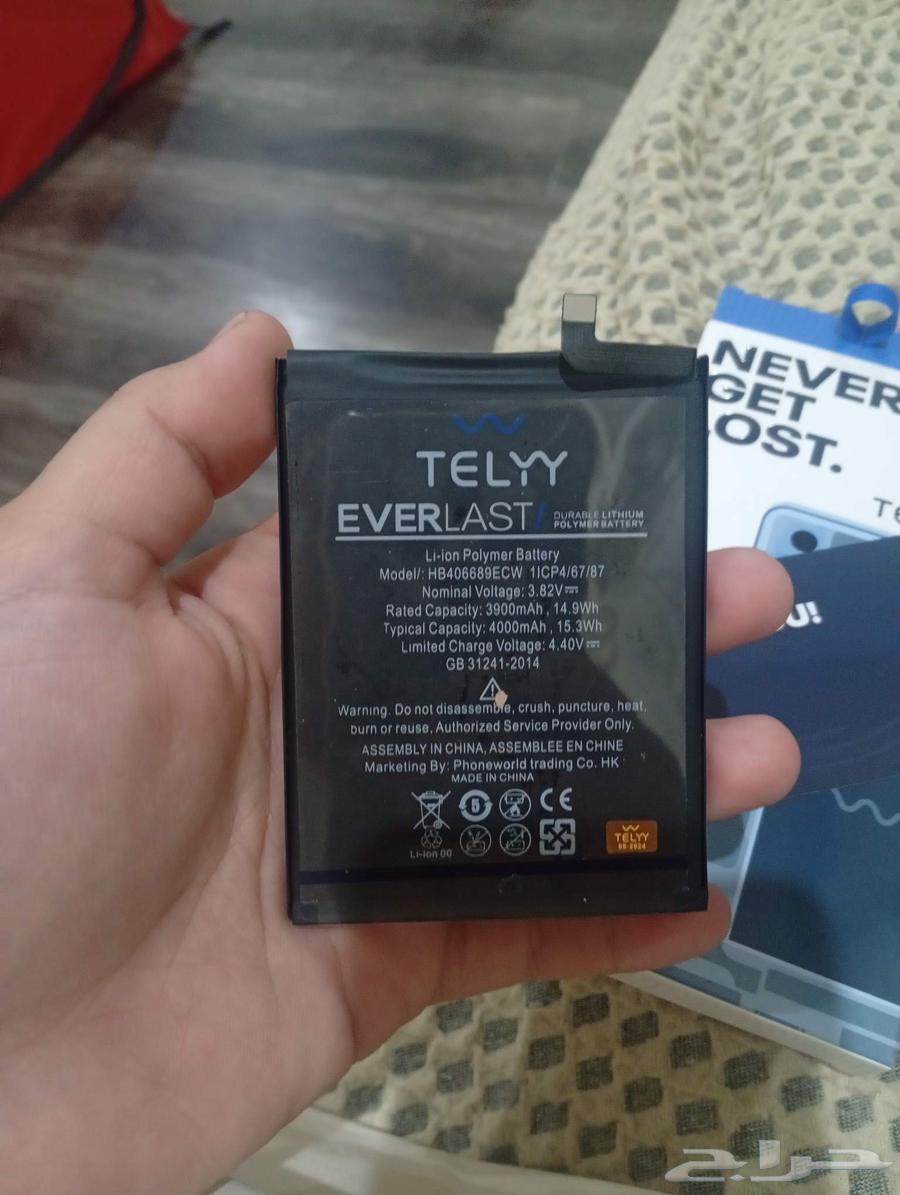 TELYY
EVERLAST! DURABLE LITHIUM
POLYMER BATTERY
Li-ion Polymer Battery
Model/: HB406689ECW 1ICP4/67/87
Nominal Voltage: 3.82V
Rated Capacity: 3900mAh , 14.9Wh
Typical Capacity: 4000mAh , 15.3Wh
Limited Charge Voltage: 4.40V
GB 31241-2014
Warning. Do not disassemble, crush, puncture, heat,
burn or reuse, Authorized Service Provider Only.
ASSEMBLY IN CHINA, ASSEMBLEE EN CHINE
Marketing By: Phoneworld trading Co. HK
MADE IN CHINA
5
CE
Li-ion 00
TELYY
NEVER
GET
LOST.
حراج